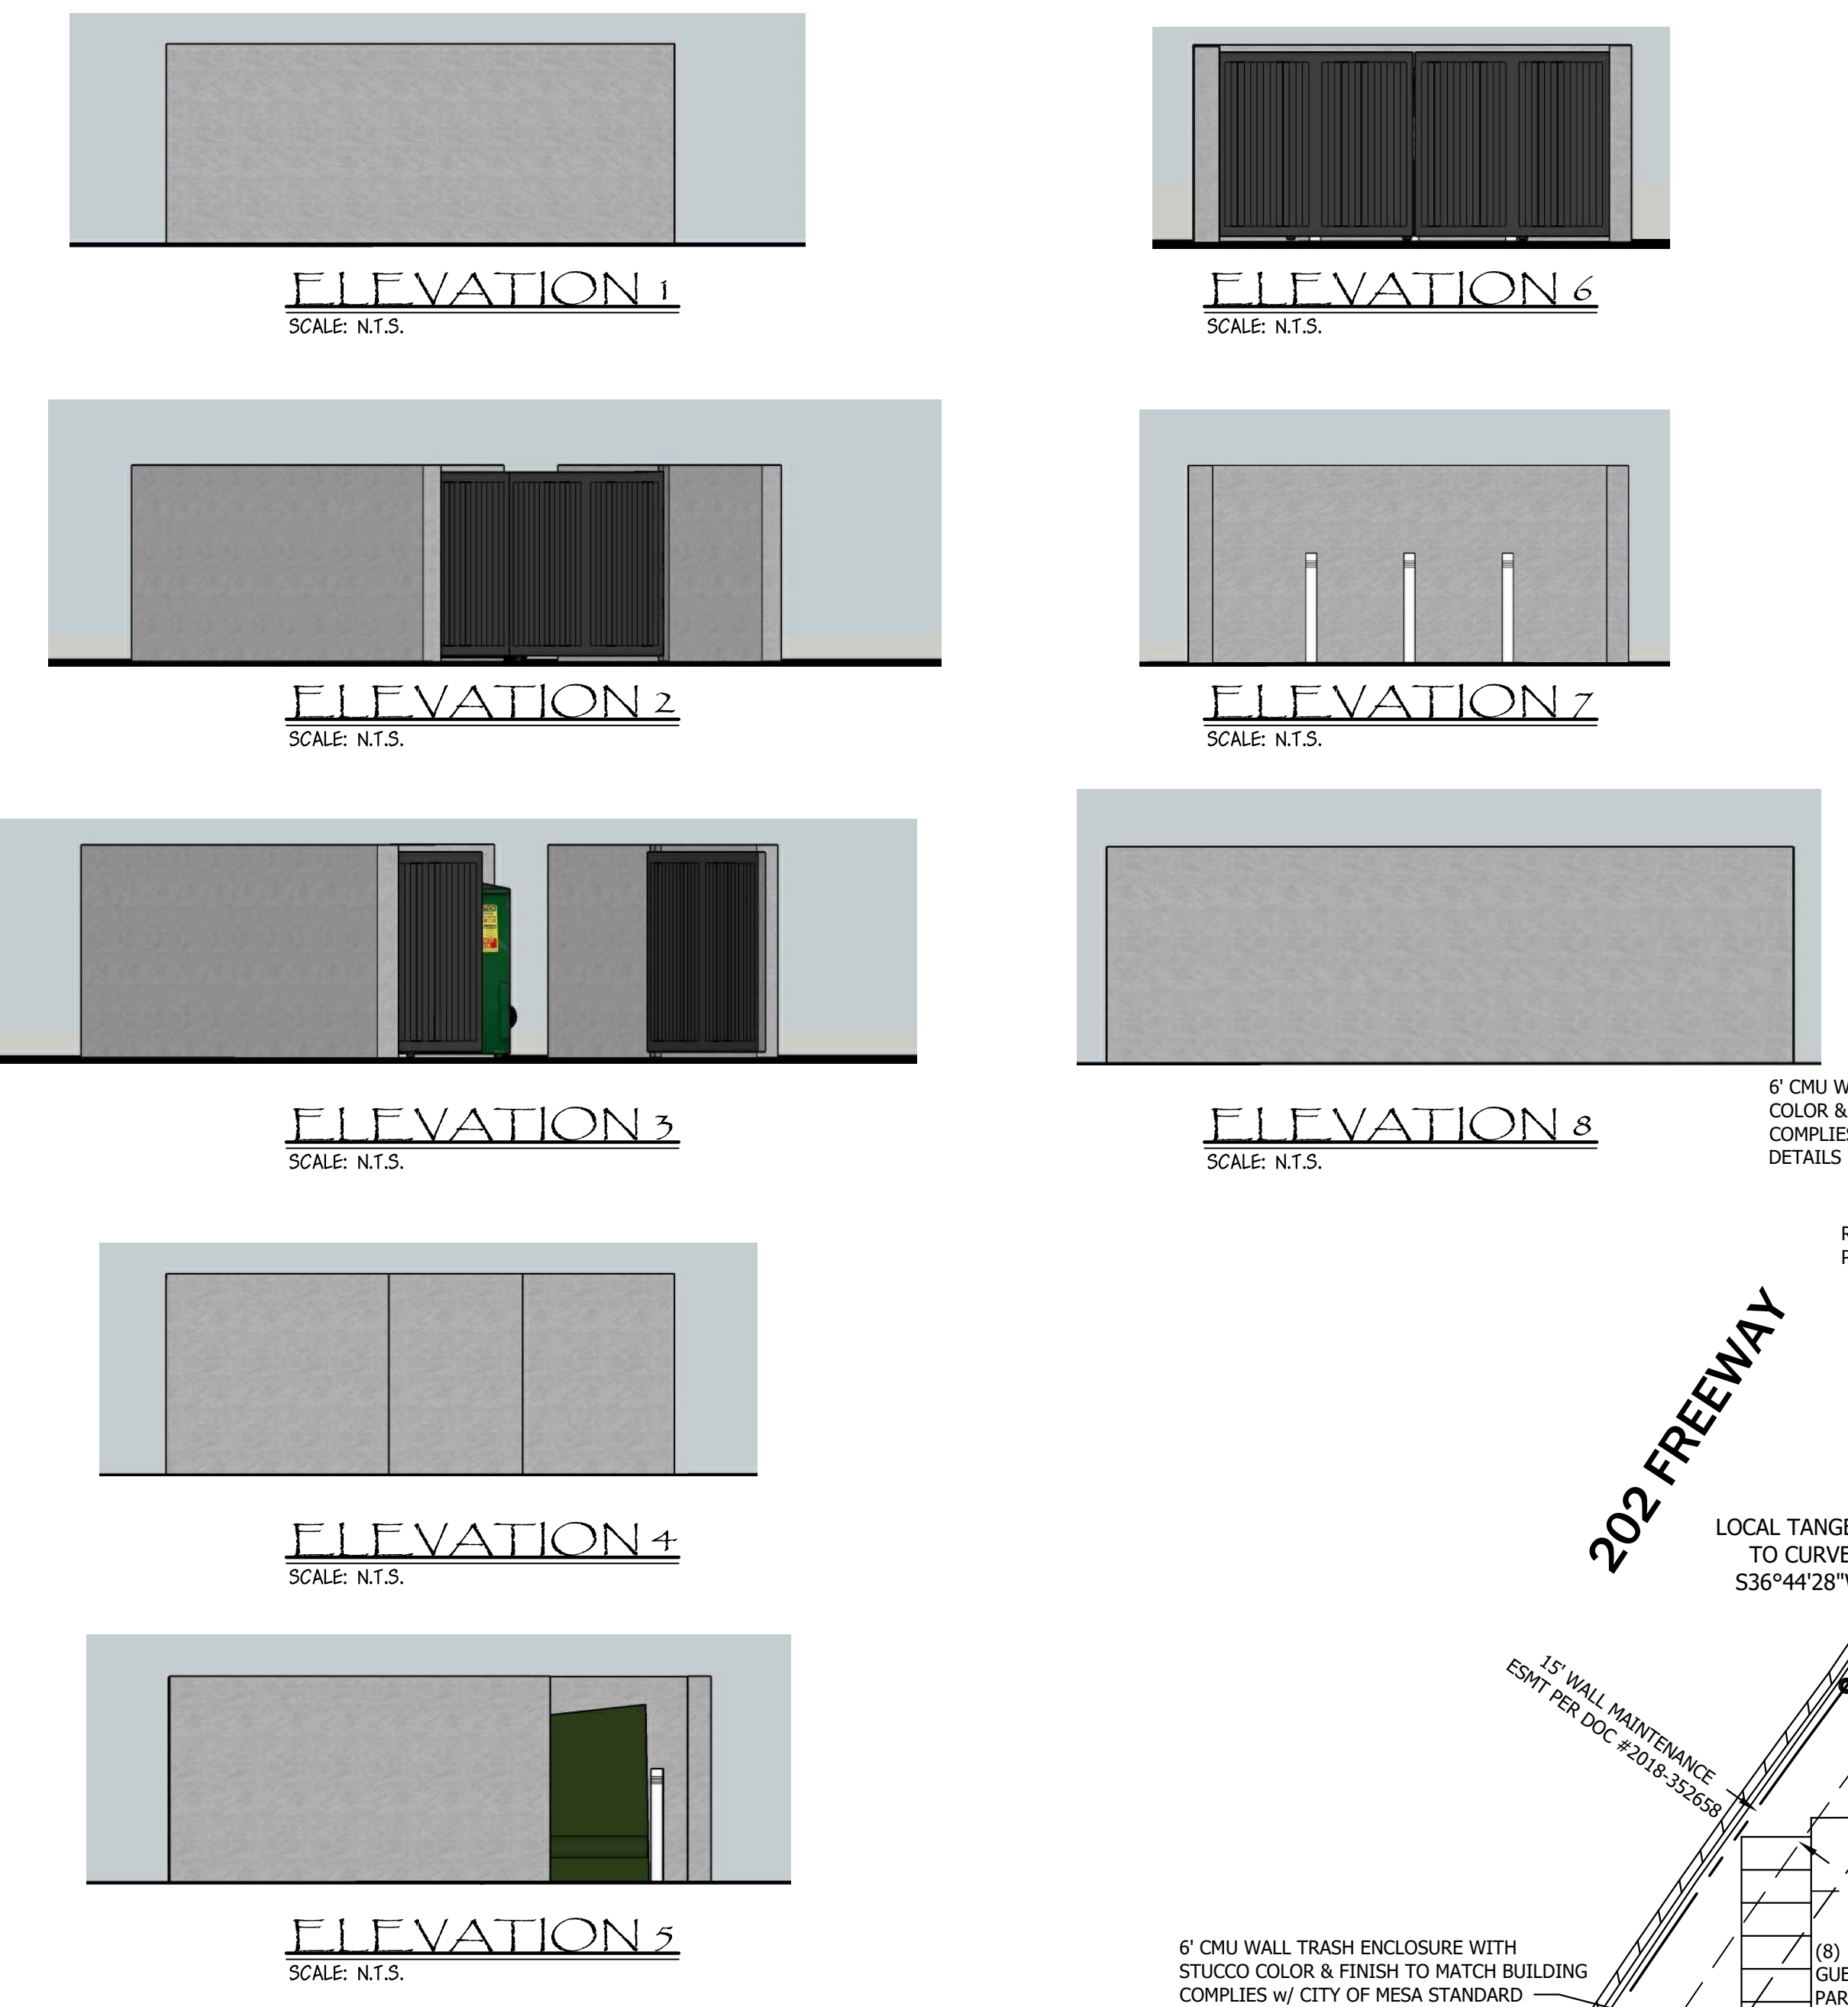 ELEVATION 1
SCALE: N.T.S.
ELEVATION 6
SCALE: N.T.S.
ELEVATION 2
SCALE: N.T.S.
ELEVATION 7
SCALE: N.T.S.
ELEVATION 3
SCALE: N.T.S.
ELEVATION 8
SCALE: N.T.S.
6' CMU W
COLOR &
COMPLIES
DETAILS
ELEVATION 4
SCALE: N.T.S.
202 FREEWAY
LOCAL TANGE
TO CURVE
S36°44'28"W
15' WALL MAINTENANCE
ESMT PER DOC #2018-352658
ELEVATION 5
SCALE: N.T.S.
6' CMU WALL TRASH ENCLOSURE WITH
STUCCO COLOR & FINISH TO MATCH BUILDING
COMPLIES w/ CITY OF MESA STANDARD
(8)
GUE
PAR